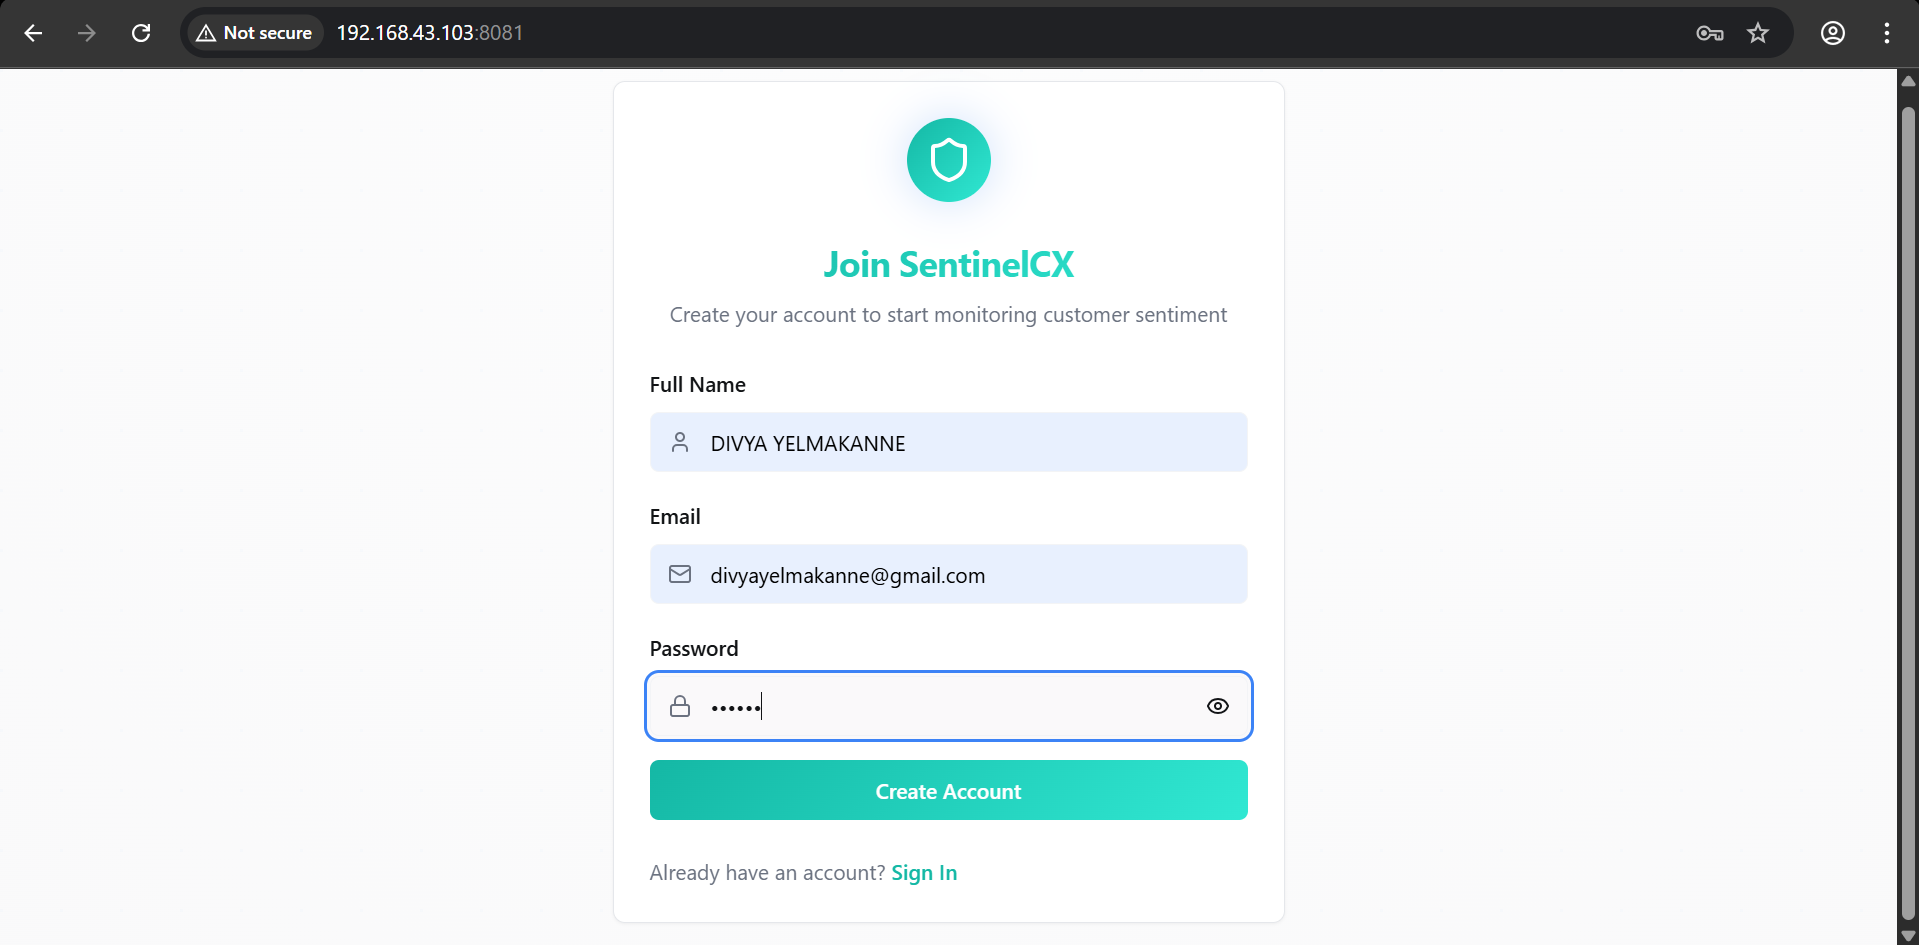 Not secure 192.168.43.103:8081
Join SentinelCX
Create your account to start monitoring customer sentiment
Full Name
DIVYA YELMAKANNE
Email
divyayelmakanne@gmail.com
Password
••••••
Create Account
Already have an account? Sign In